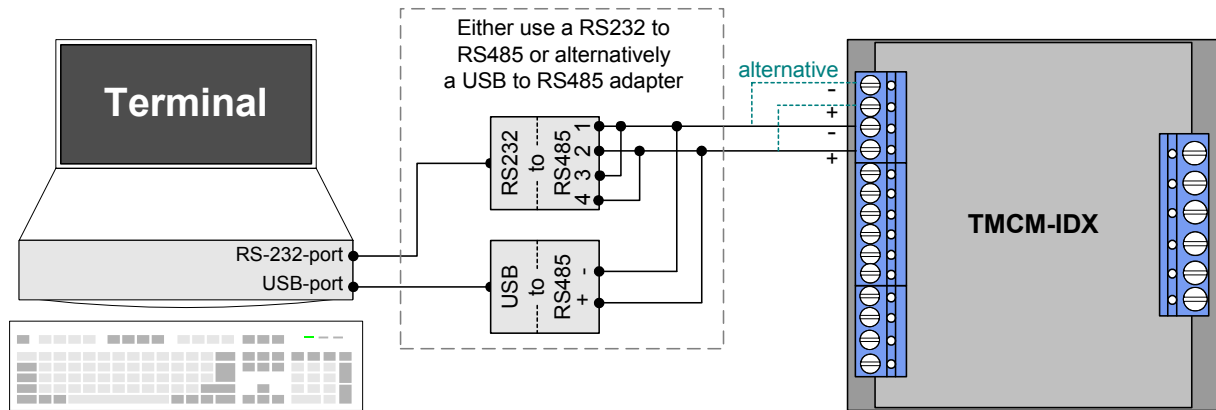 Either use a RS232 to
RS485 or alternatively
a USB to RS485 adapter
Terminal
alternative
-
+
-
+
RS232
to
RS485
1
2
3
4
RS-232-port
USB-port
USB
to
RS485
-
+
TMCM-IDX